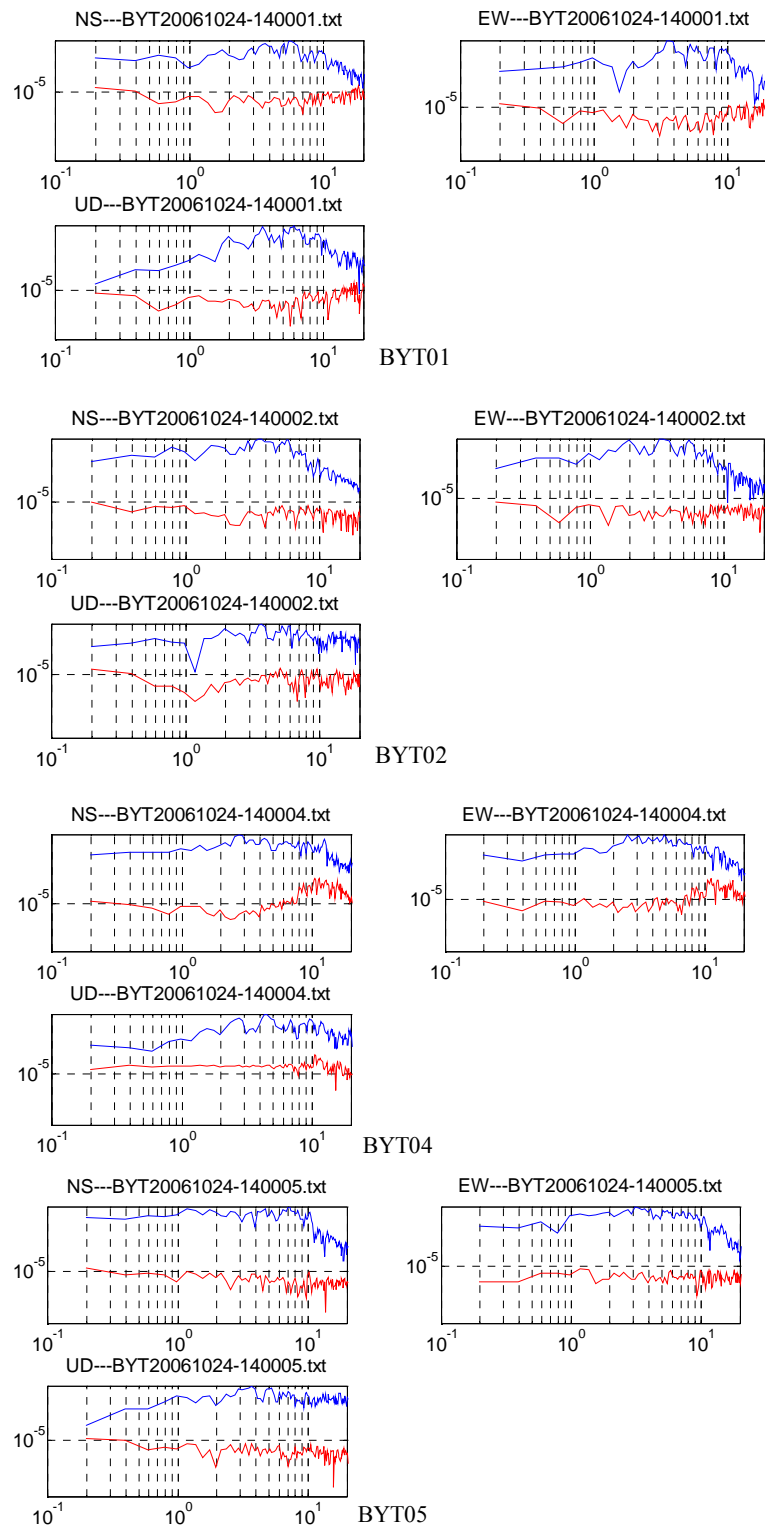 NS---BYT20061024-140001.txt
EW---BYT20061024-140001.txt
10^-5
10^-5
10^-1 10^0 10^1
10^-1 10^0 10^1
UD---BYT20061024-140001.txt
10^-5
10^-1 10^0 10^1
BYT01
NS---BYT20061024-140002.txt
EW---BYT20061024-140002.txt
10^-5
10^-5
10^-1 10^0 10^1
10^-1 10^0 10^1
UD---BYT20061024-140002.txt
10^-5
10^-1 10^0 10^1
BYT02
NS---BYT20061024-140004.txt
EW---BYT20061024-140004.txt
10^-5
10^-5
10^-1 10^0 10^1
10^-1 10^0 10^1
UD---BYT20061024-140004.txt
10^-5
10^-1 10^0 10^1
BYT04
NS---BYT20061024-140005.txt
EW---BYT20061024-140005.txt
10^-5
10^-5
10^-1 10^0 10^1
10^-1 10^0 10^1
UD---BYT20061024-140005.txt
10^-5
10^-1 10^0 10^1
BYT05